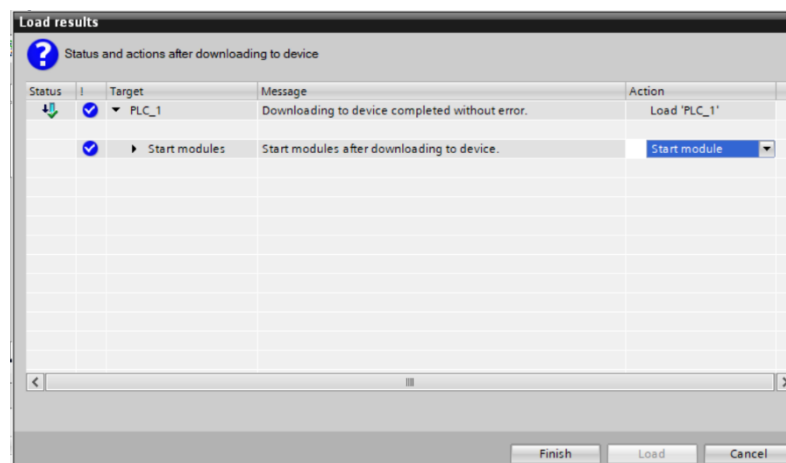 Load results
Status and actions after downloading to device
Status ! Target Message Action
PLC_1 Downloading to device completed without error. Load 'PLC_1'
Start modules Start modules after downloading to device. Start module
Finish Load Cancel